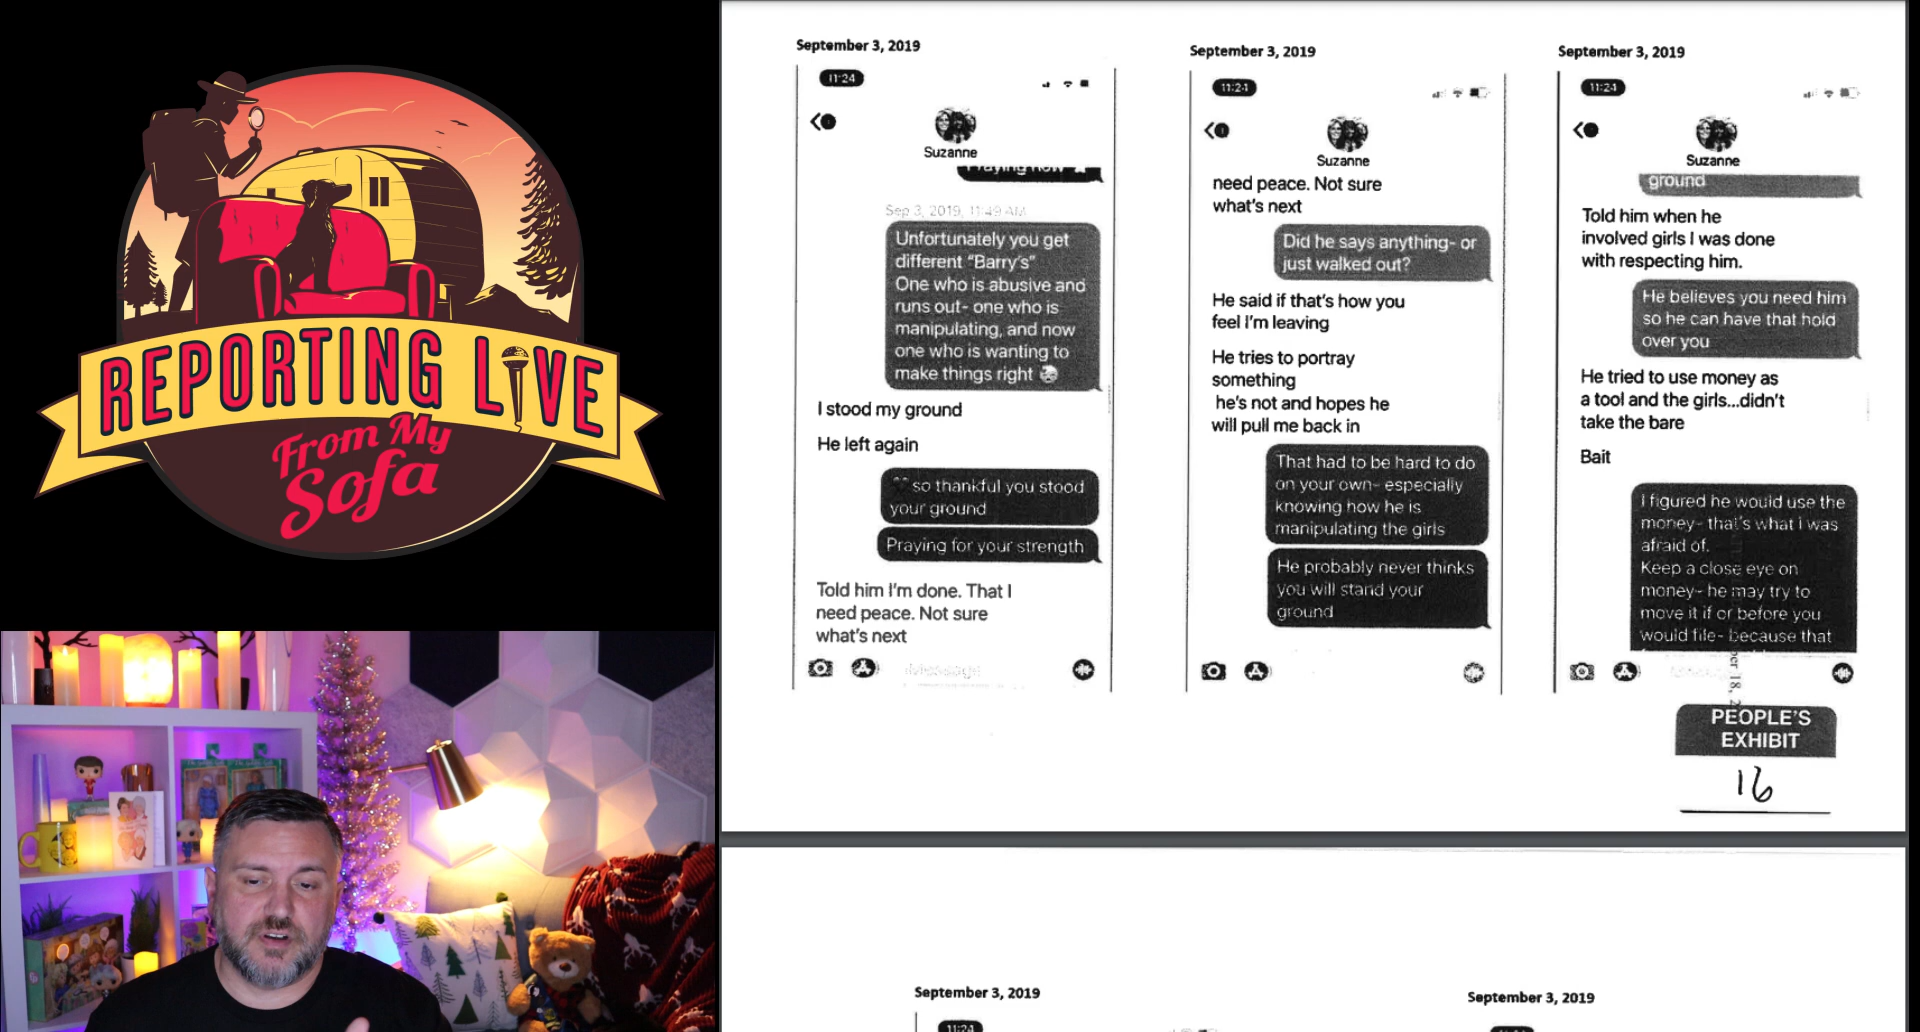 REPORTING LIVE
From My
Sofa
September 3, 2019
11:24
Suzanne
Praying now
Sep 3, 2019, 11:49 AM
Unfortunately you get
different “Barry’s”
One who is abusive and
runs out- one who is
manipulating, and now
one who is wanting to
make things right
I stood my ground
He left again
so thankful you stood
your ground
Praying for your strength
Told him I’m done. That I
need peace. Not sure
what’s next
iMessage
September 3, 2019
11:24
Suzanne
need peace. Not sure
what’s next
Did he says anything- or
just walked out?
He said if that’s how you
feel I’m leaving
He tries to portray
something
he’s not and hopes he
will pull me back in
That had to be hard to do
on your own- especially
knowing how he is
manipulating the girls
He probably never thinks
you will stand your
ground
September 3, 2019
11:24
Suzanne
ground
Told him when he
involved girls I was done
with respecting him.
He believes you need him
so he can have that hold
over you
He tried to use money as
a tool and the girls...didn’t
take the bare
Bait
I figured he would use the
money- that’s what I was
afraid of.
Keep a close eye on
money- he may try to
move it if or before you
would file- because that
PEOPLE’S
EXHIBIT
16
September 3, 2019
11:24
September 3, 2019